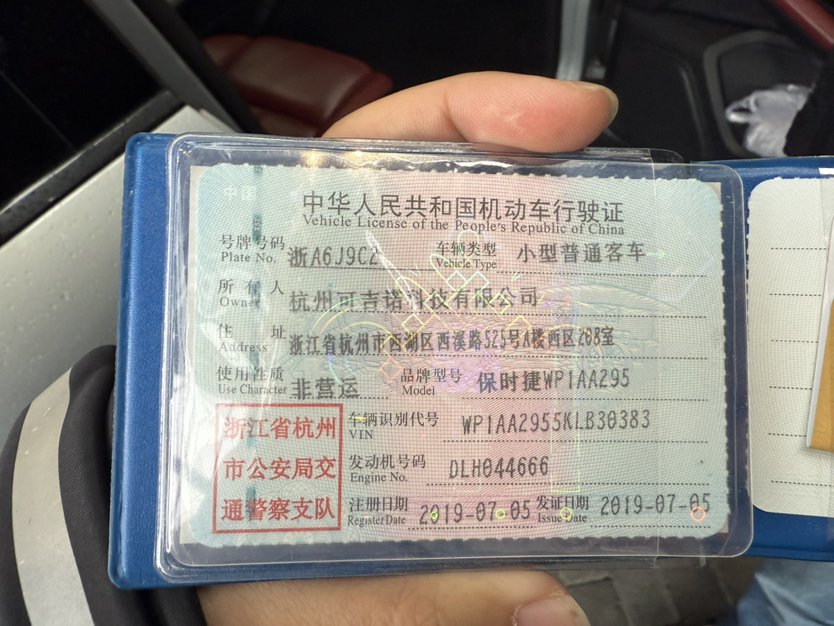 中国
中华人民共和国机动车行驶证
Vehicle License of the People's Republic of China
号牌号码 浙A6J9C2 车辆类型 小型普通客车
Plate No. Vehicle Type
所有人 杭州可吉诺科技有限公司
Owner
住址 浙江省杭州市西湖区西溪路525号A楼西区268室
Address
使用性质 非营运 品牌型号 保时捷WP1AA295
Use Character Model
浙江省杭州
市公安局交
通警察支队
车辆识别代号 WP1AA2955KLB30383
VIN
发动机号码 DLH044666
Engine No.
注册日期 2019-07-05 发证日期 2019-07-05
Register Date Issue Date